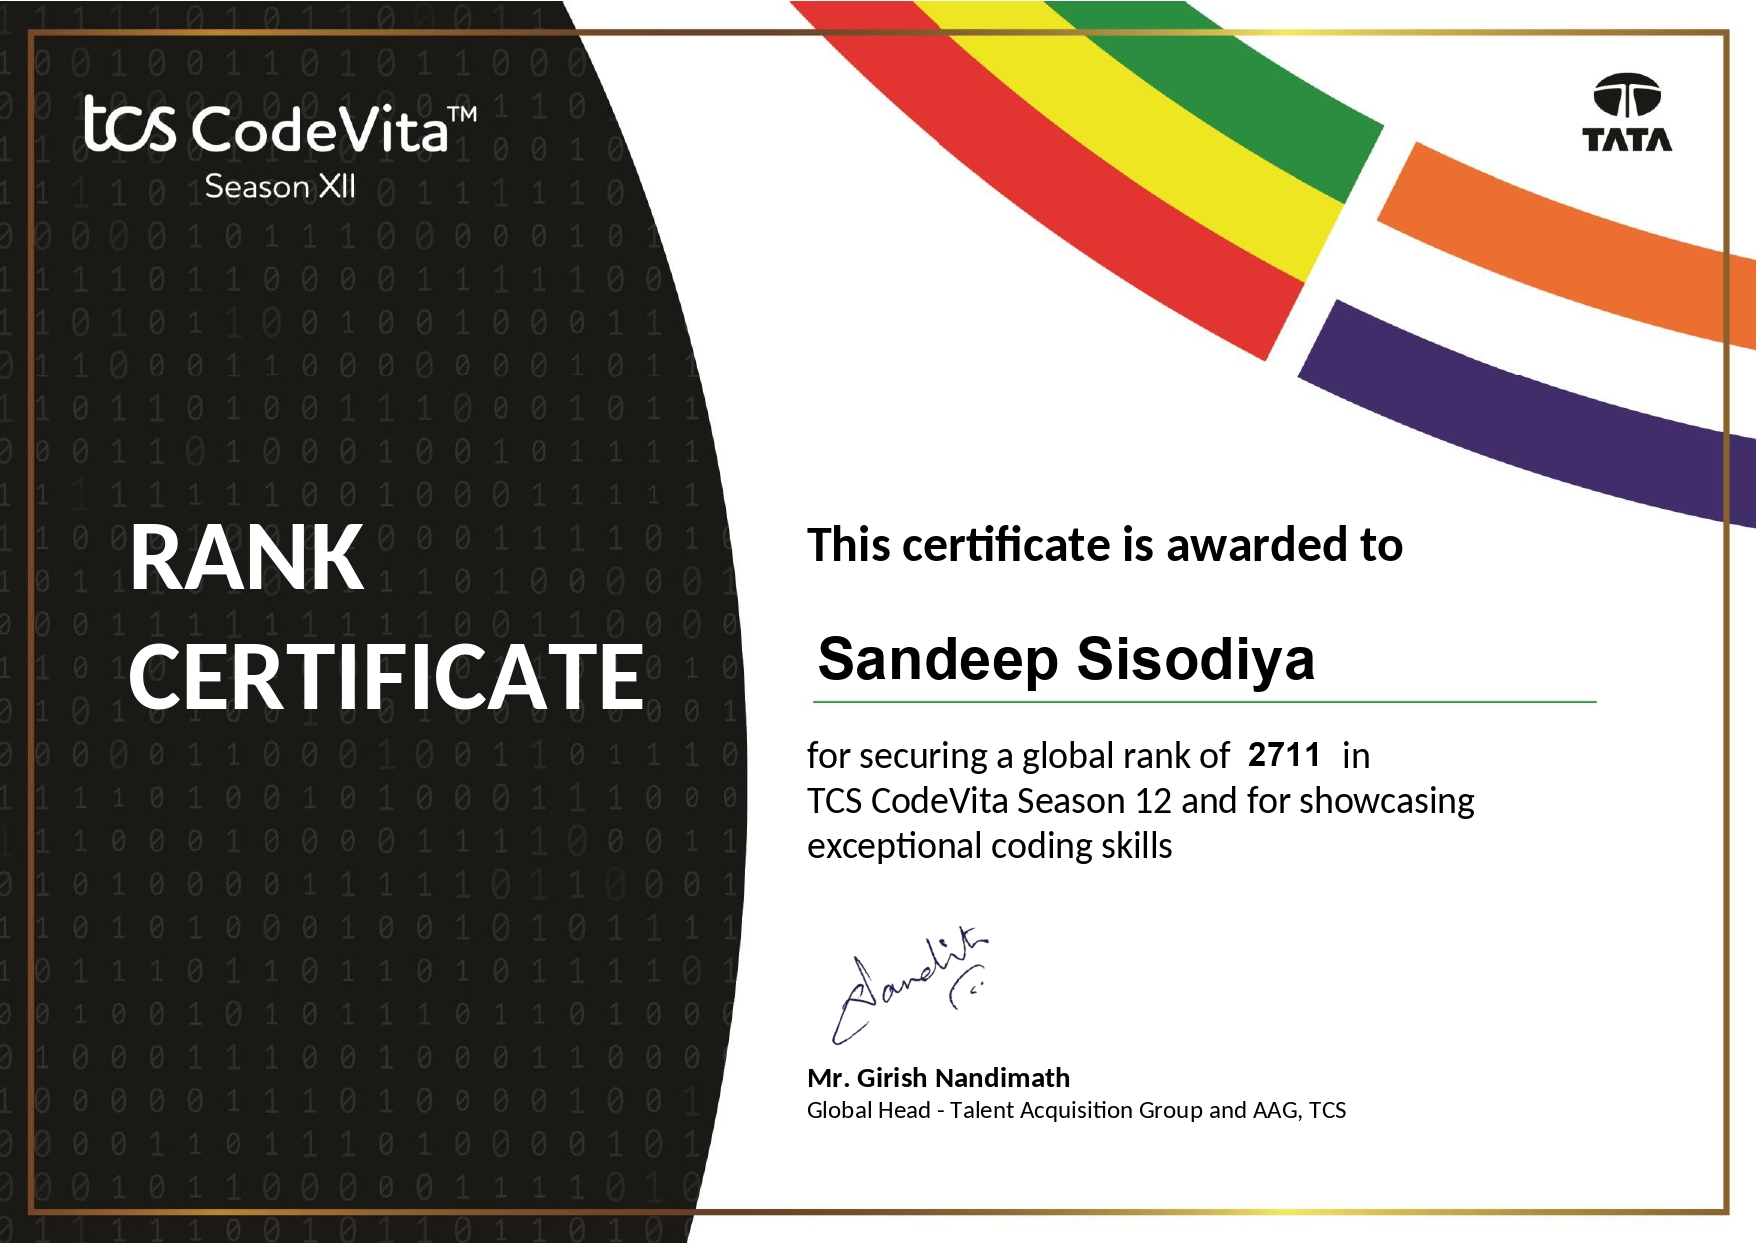 tcs CodeVita™
Season XII
TATA
RANK
CERTIFICATE
This certificate is awarded to
Sandeep Sisodiya
for securing a global rank of 2711 in
TCS CodeVita Season 12 and for showcasing
exceptional coding skills
Mr. Girish Nandimath
Global Head - Talent Acquisition Group and AAG, TCS